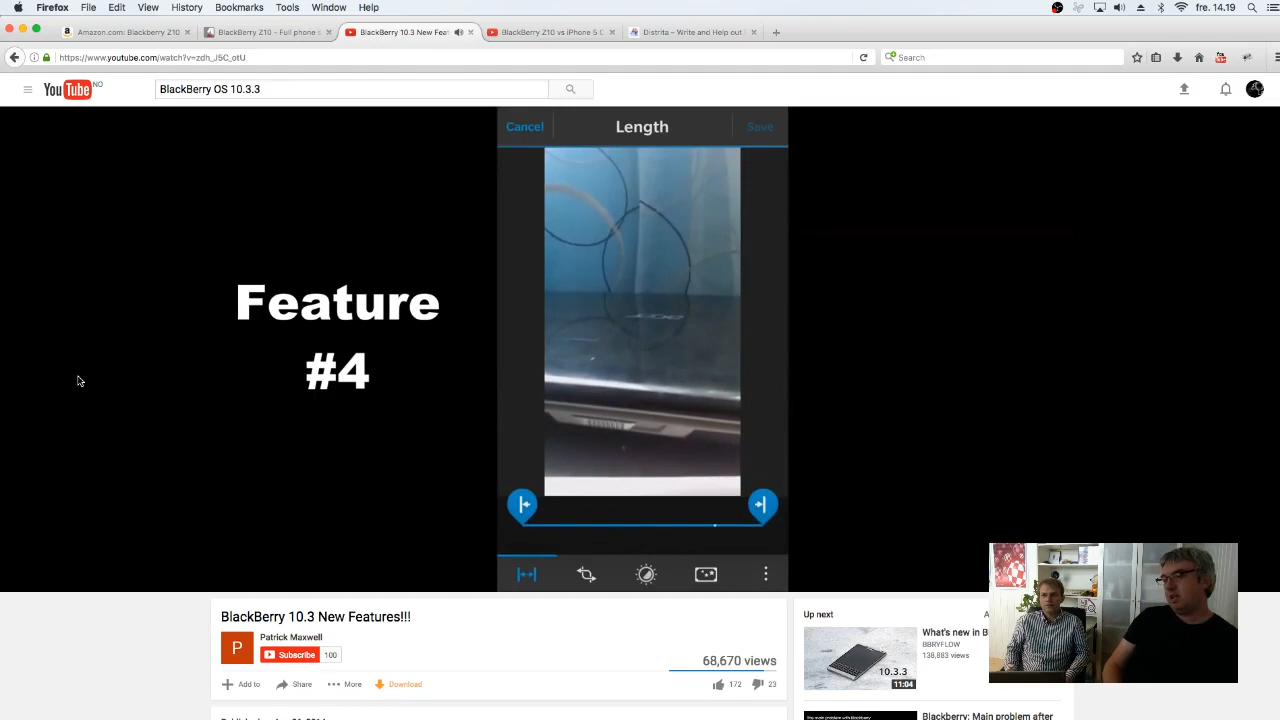 Firefox File Edit View History Bookmarks Tools Window Help fre. 14.19
Amazon.com: Blackberry Z10 BlackBerry Z10 - Full phone s BlackBerry 10.3 New Featu BlackBerry Z10 vs iPhone 5 C Distrita – Write and Help out
https://www.youtube.com/watch?v=zdh_J5C_otU Search
YouTube NO BlackBerry OS 10.3.3
Cancel Length Save
Feature
#4
BlackBerry 10.3 New Features!!!
P Patrick Maxwell
Subscribe 100
68,670 views
Add to Share More Download 172 23
Up next
What's new in B
BBRYFLOW
138,883 views
10.3.3
11:04
Blackberry: Main problem after